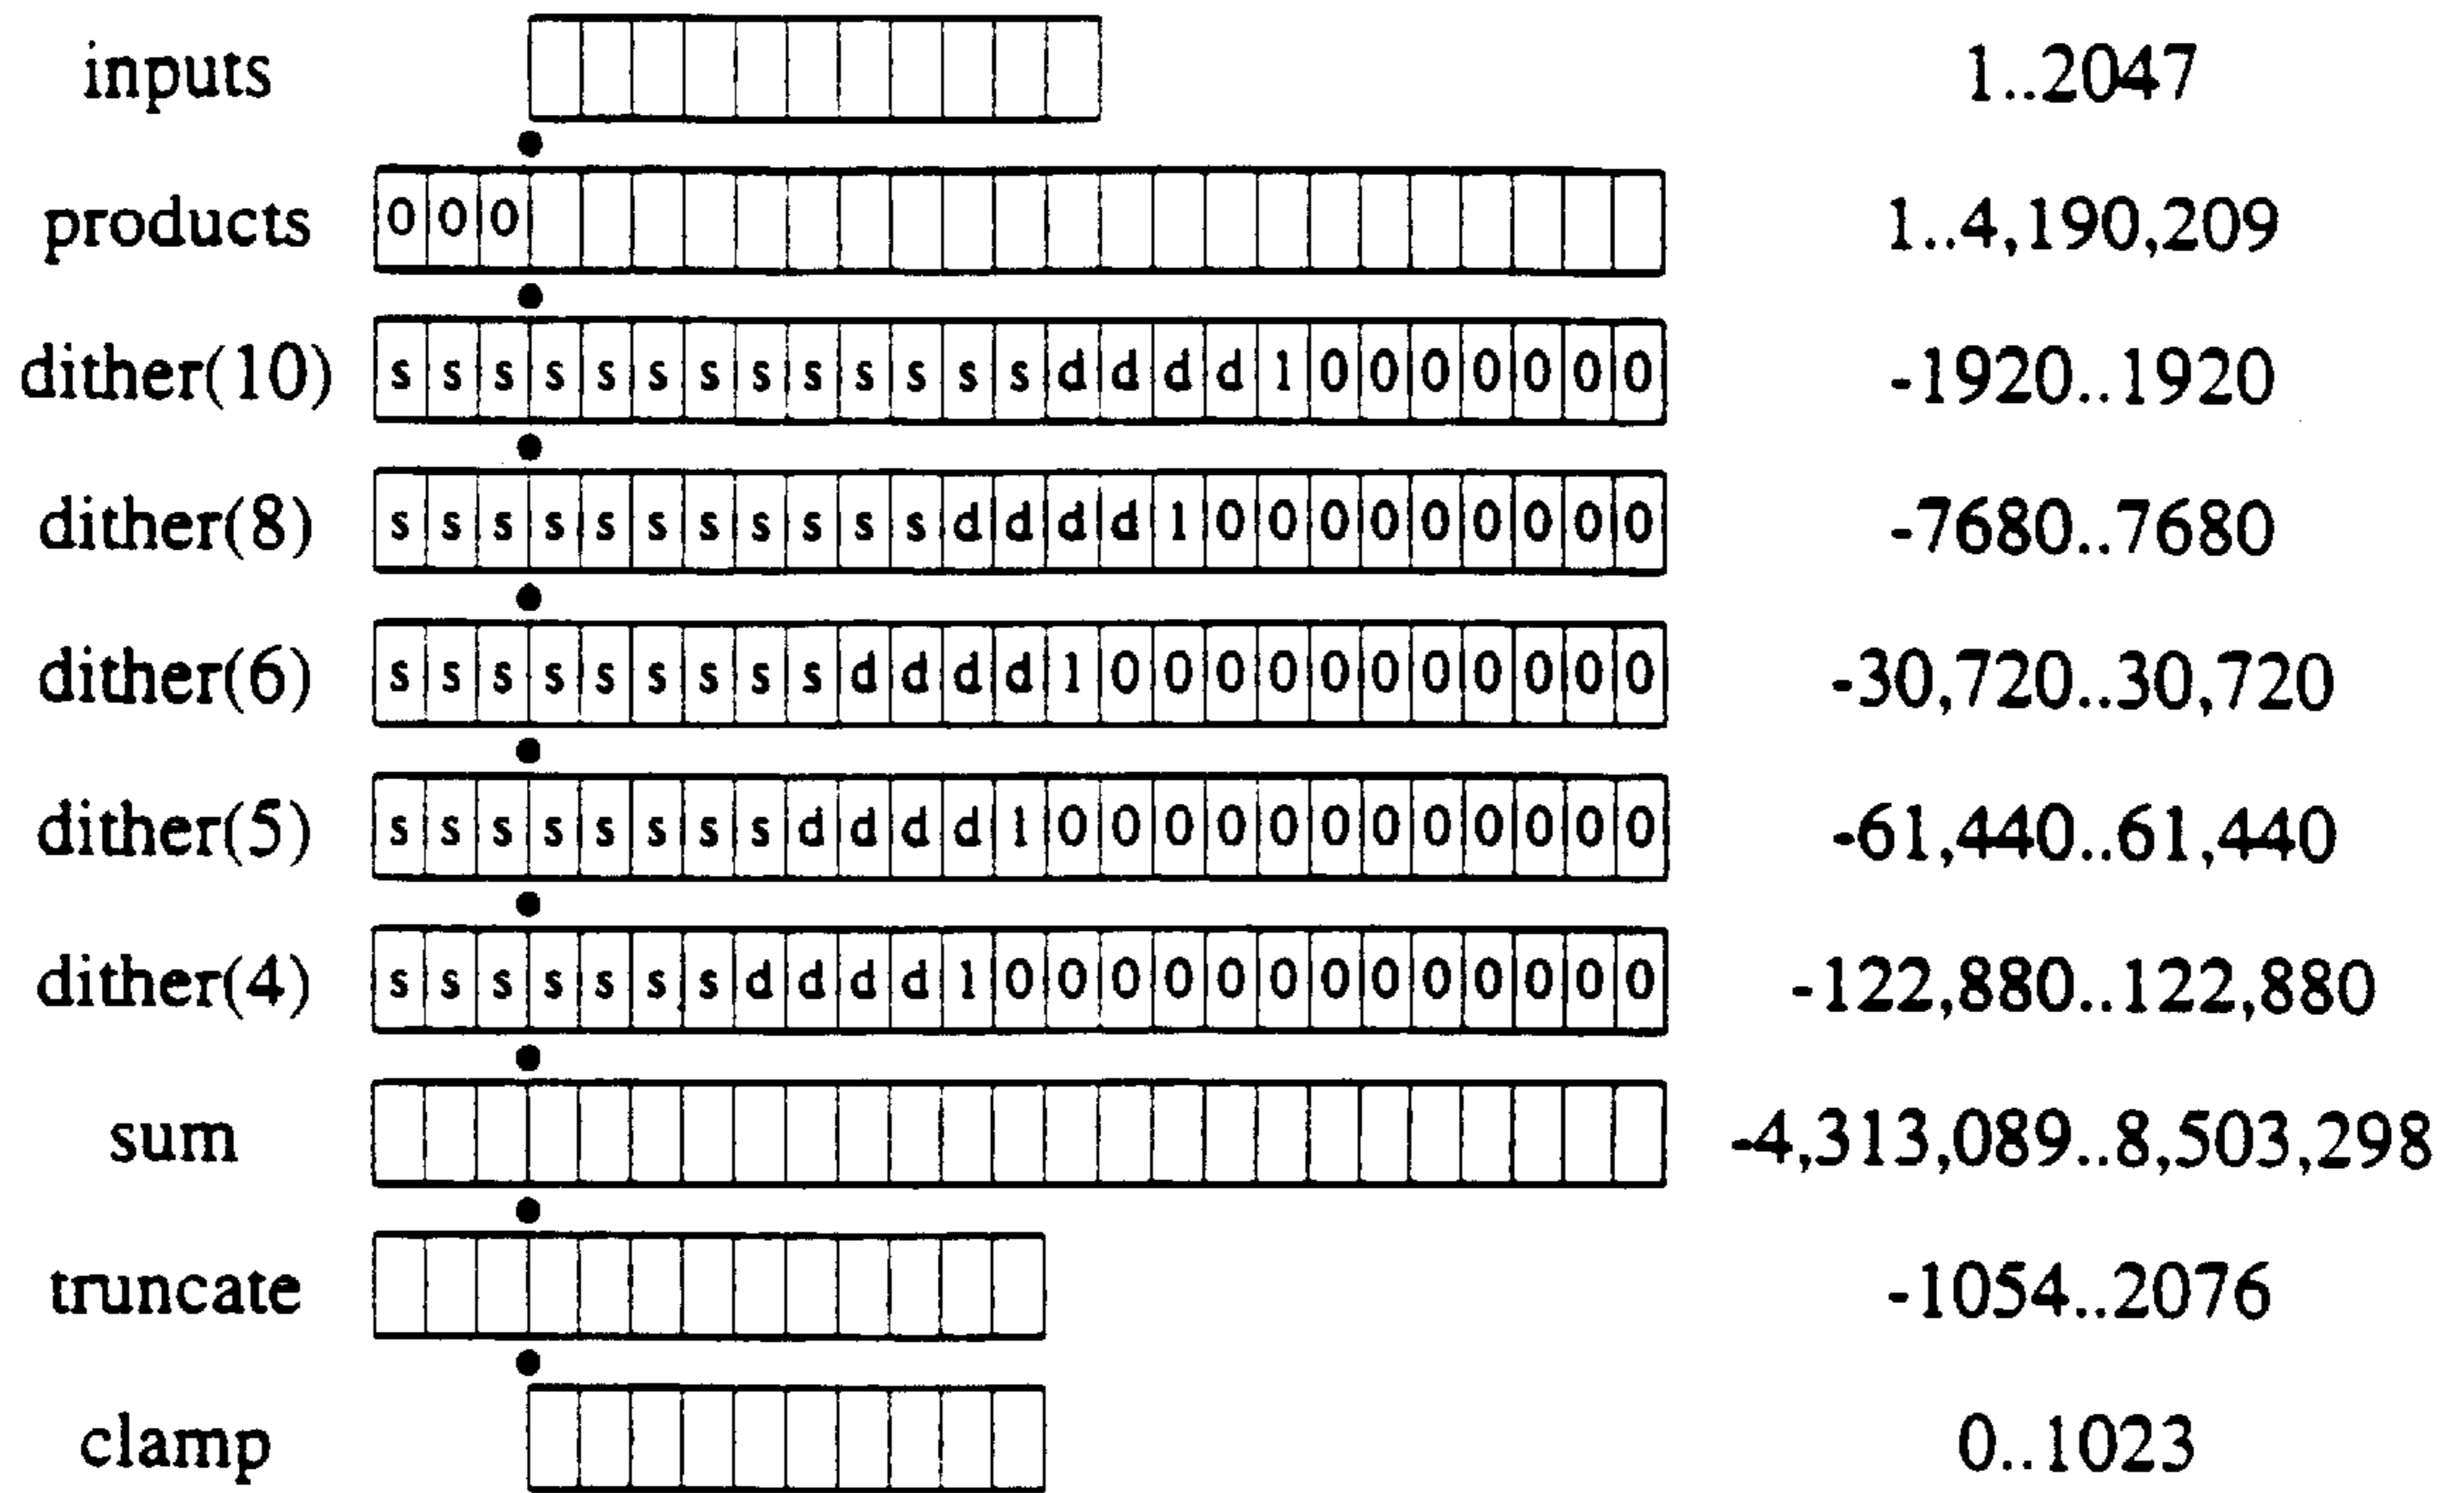 inputs 1..2047
products 0 0 0 1..4,190,209
dither(10) s s s s s s s s s s s s s d d d d 1 0 0 0 0 0 0 0 -1920..1920
dither(8) s s s s s s s s s s s d d d d 1 0 0 0 0 0 0 0 0 0 -7680..7680
dither(6) s s s s s s s s s d d d d 1 0 0 0 0 0 0 0 0 0 0 0 -30,720..30,720
dither(5) s s s s s s s s d d d d 1 0 0 0 0 0 0 0 0 0 0 0 0 -61,440..61,440
dither(4) s s s s s s s d d d d 1 0 0 0 0 0 0 0 0 0 0 0 0 0 -122,880..122,880
sum -4,313,089..8,503,298
truncate -1054..2076
clamp 0..1023